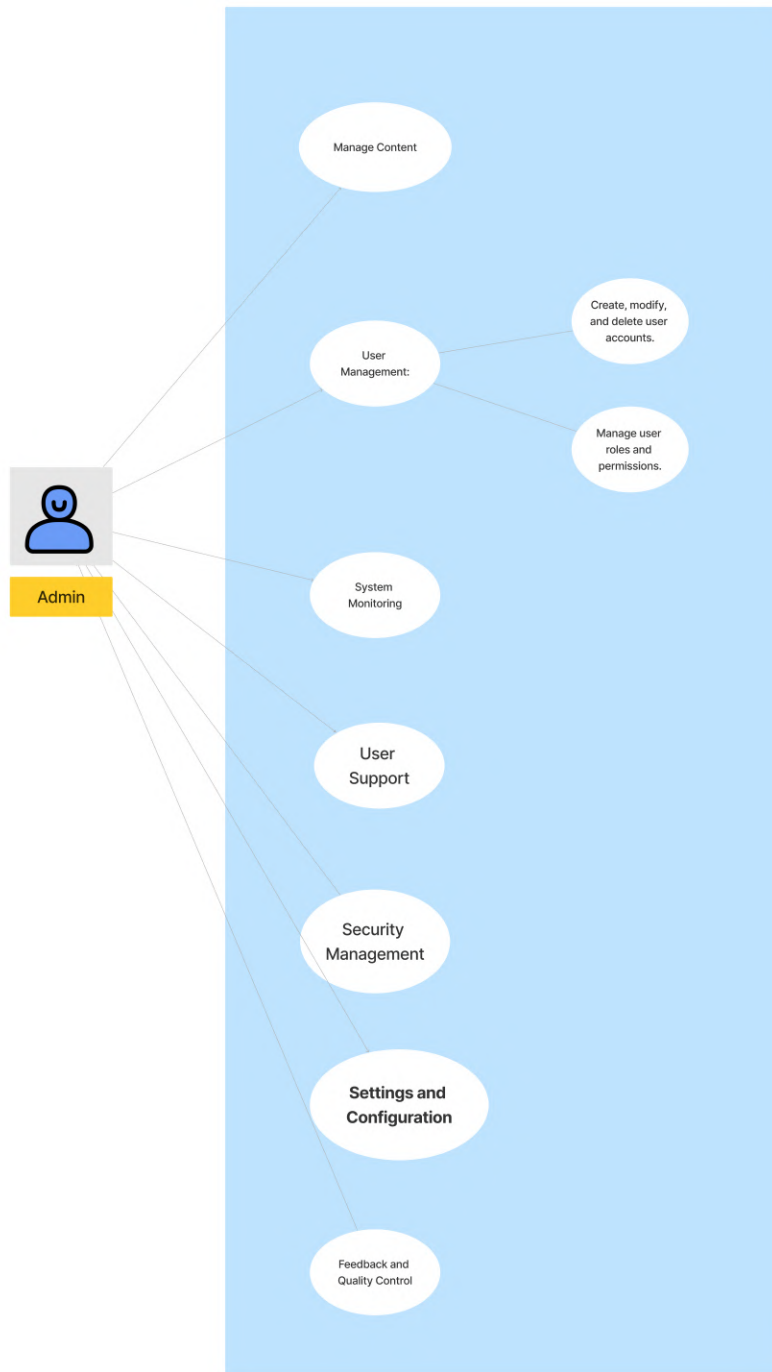 Manage Content
Create, modify,
and delete user
accounts.
User
Management:
Manage user
roles and
permissions.
Admin
System
Monitoring
User
Support
Security
Management
Settings and
Configuration
Feedback and
Quality Control